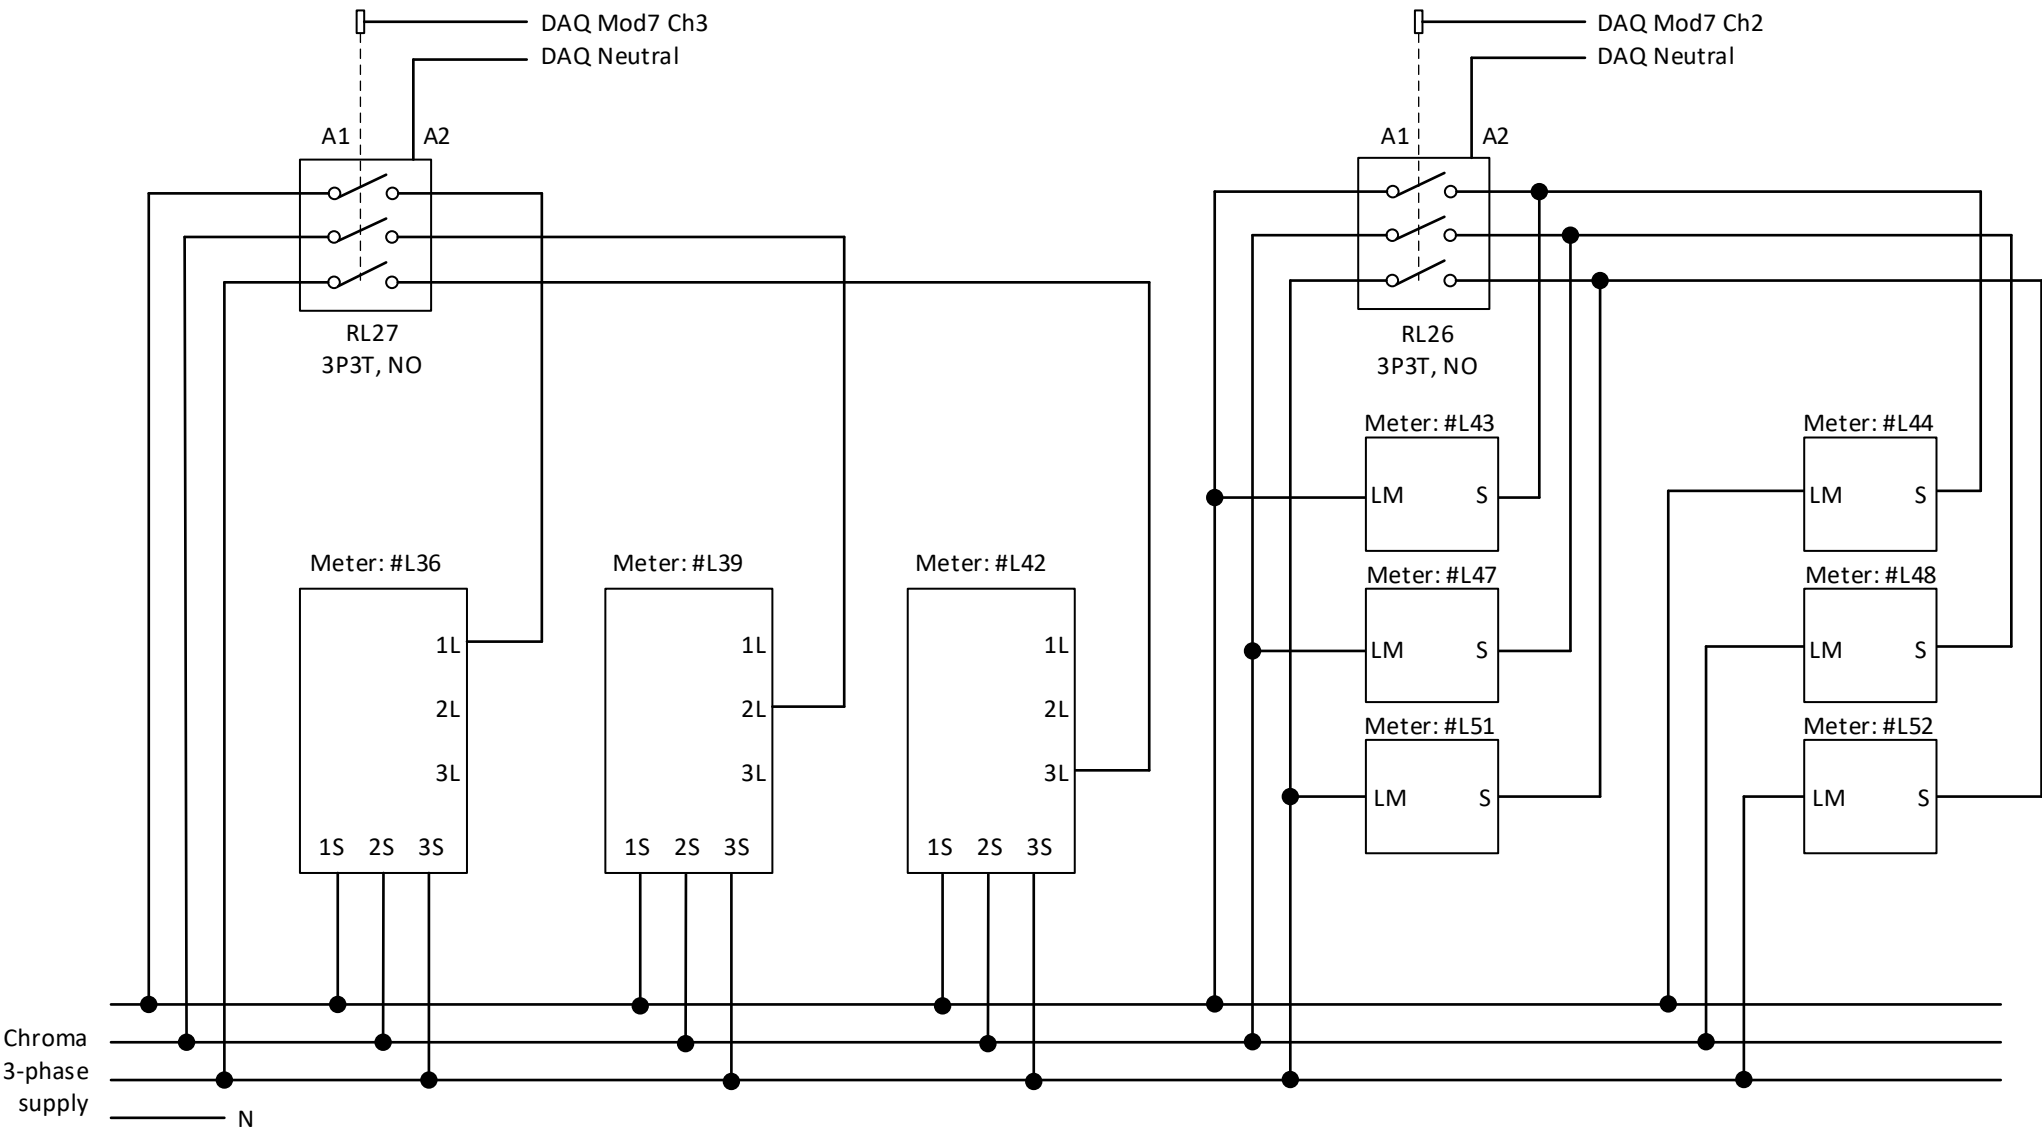 DAQ Mod7 Ch3
DAQ Neutral
A1
A2
RL27
3P3T, NO
DAQ Mod7 Ch2
DAQ Neutral
A1
A2
RL26
3P3T, NO
Meter: #L36
1L
2L
3L
1S 2S 3S
Meter: #L39
1L
2L
3L
1S 2S 3S
Meter: #L42
1L
2L
3L
1S 2S 3S
Meter: #L43
LM S
Meter: #L47
LM S
Meter: #L51
LM S
Meter: #L44
LM S
Meter: #L48
LM S
Meter: #L52
LM S
Chroma
3-phase
supply
N